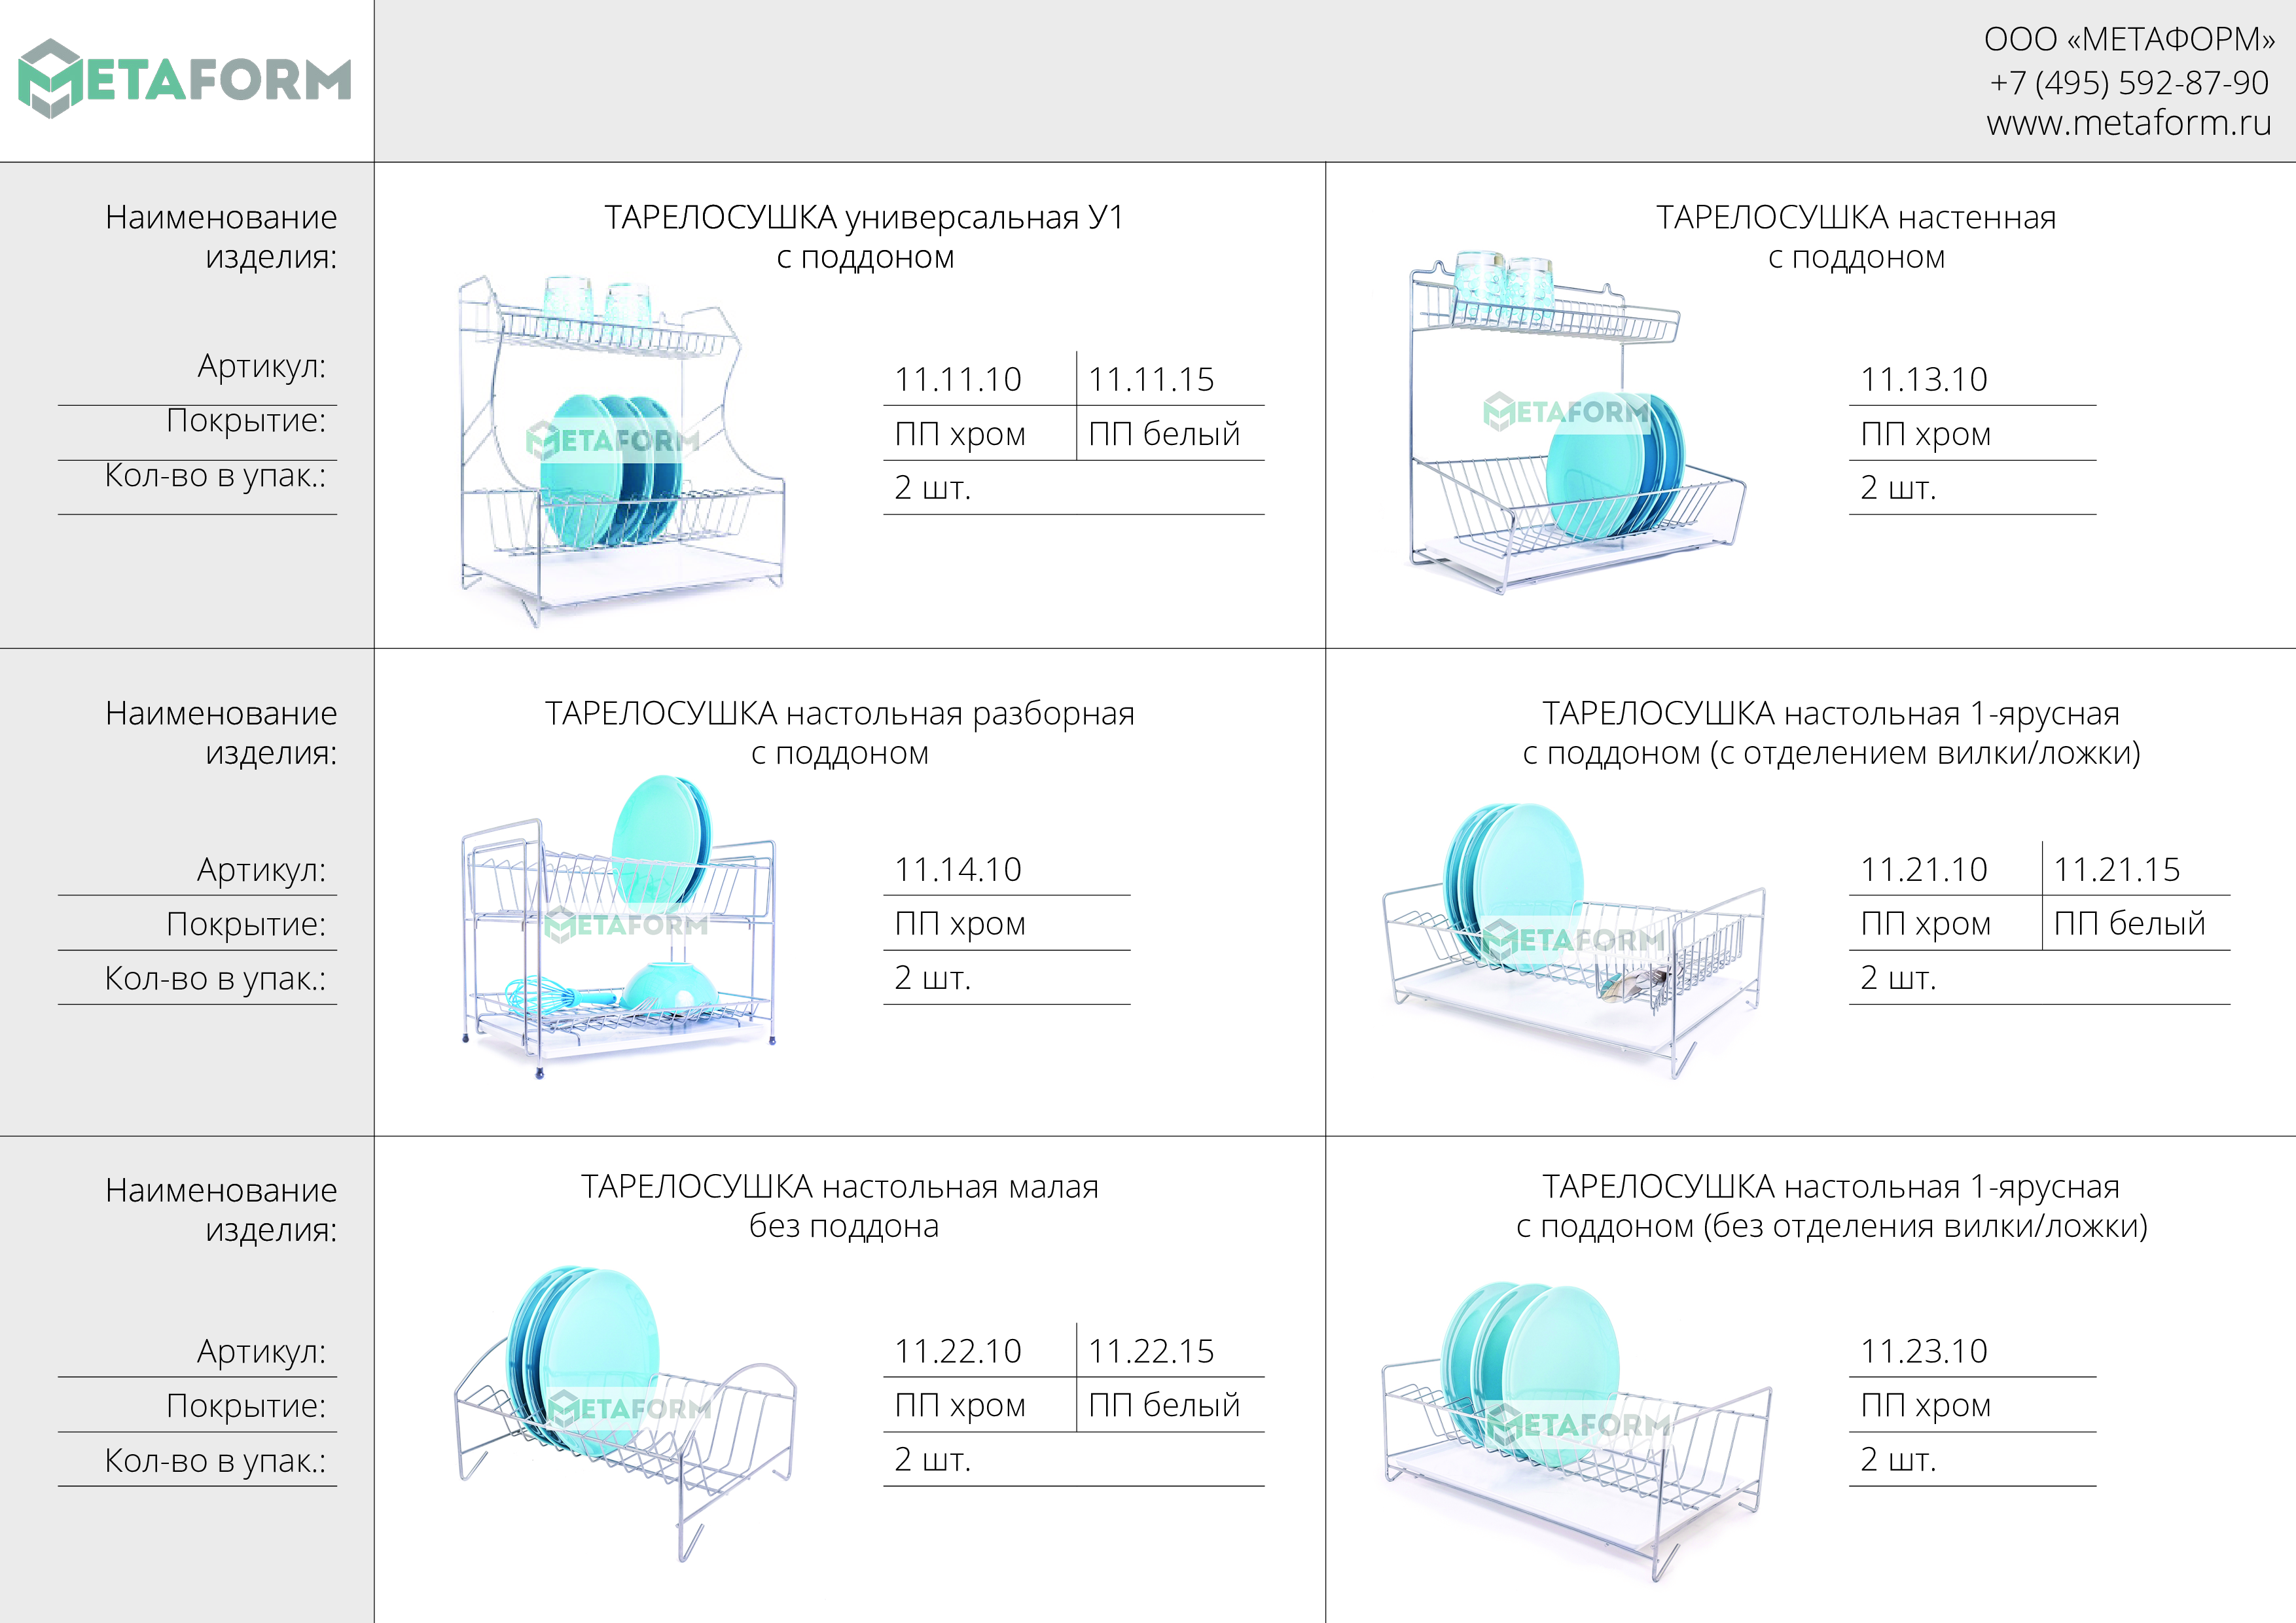 METAFORM
ООО «МЕТАФОРМ»
+7 (495) 592-87-90
www.metaform.ru
Наименование
изделия:
Артикул:
Покрытие:
Кол-во в упак.:
ТАРЕЛОСУШКА универсальная У1
с поддоном
METAFORM
11.11.10 11.11.15
ПП хром ПП белый
2 шт.
ТАРЕЛОСУШКА настенная
с поддоном
METAFORM
11.13.10
ПП хром
2 шт.
Наименование
изделия:
Артикул:
Покрытие:
Кол-во в упак.:
ТАРЕЛОСУШКА настольная разборная
с поддоном
METAFORM
11.14.10
ПП хром
2 шт.
ТАРЕЛОСУШКА настольная 1-ярусная
с поддоном (с отделением вилки/ложки)
METAFORM
11.21.10 11.21.15
ПП хром ПП белый
2 шт.
Наименование
изделия:
Артикул:
Покрытие:
Кол-во в упак.:
ТАРЕЛОСУШКА настольная малая
без поддона
METAFORM
11.22.10 11.22.15
ПП хром ПП белый
2 шт.
ТАРЕЛОСУШКА настольная 1-ярусная
с поддоном (без отделения вилки/ложки)
METAFORM
11.23.10
ПП хром
2 шт.